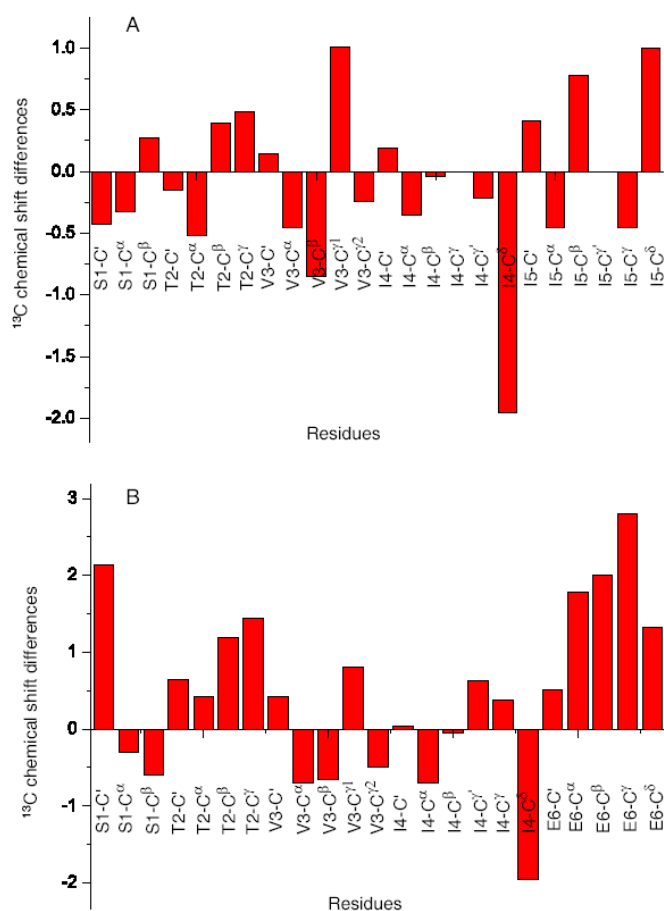 A
¹³C chemical shift differences
1.0
0.5
0.0
-0.5
-1.0
-1.5
-2.0
S1-C'
S1-Cα
S1-Cβ
T2-C'
T2-Cα
T2-Cβ
T2-Cγ
V3-C'
V3-Cα
V3-Cβ
V3-Cγ1
V3-Cγ2
I4-C'
I4-Cα
I4-Cβ
I4-Cγ
I4-Cγ'
I4-Cδ
I5-C'
I5-Cα
I5-Cβ
I5-Cγ'
I5-Cγ
I5-Cδ
Residues
B
¹³C chemical shift differences
3
2
1
0
-1
-2
S1-C'
S1-Cα
S1-Cβ
T2-C'
T2-Cα
T2-Cβ
T2-Cγ
V3-C'
V3-Cα
V3-Cβ
V3-Cγ1
V3-Cγ2
I4-C'
I4-Cα
I4-Cβ
I4-Cγ'
I4-Cγ
I4-Cδ
E6-C'
E6-Cα
E6-Cβ
E6-Cγ
E6-Cδ
Residues